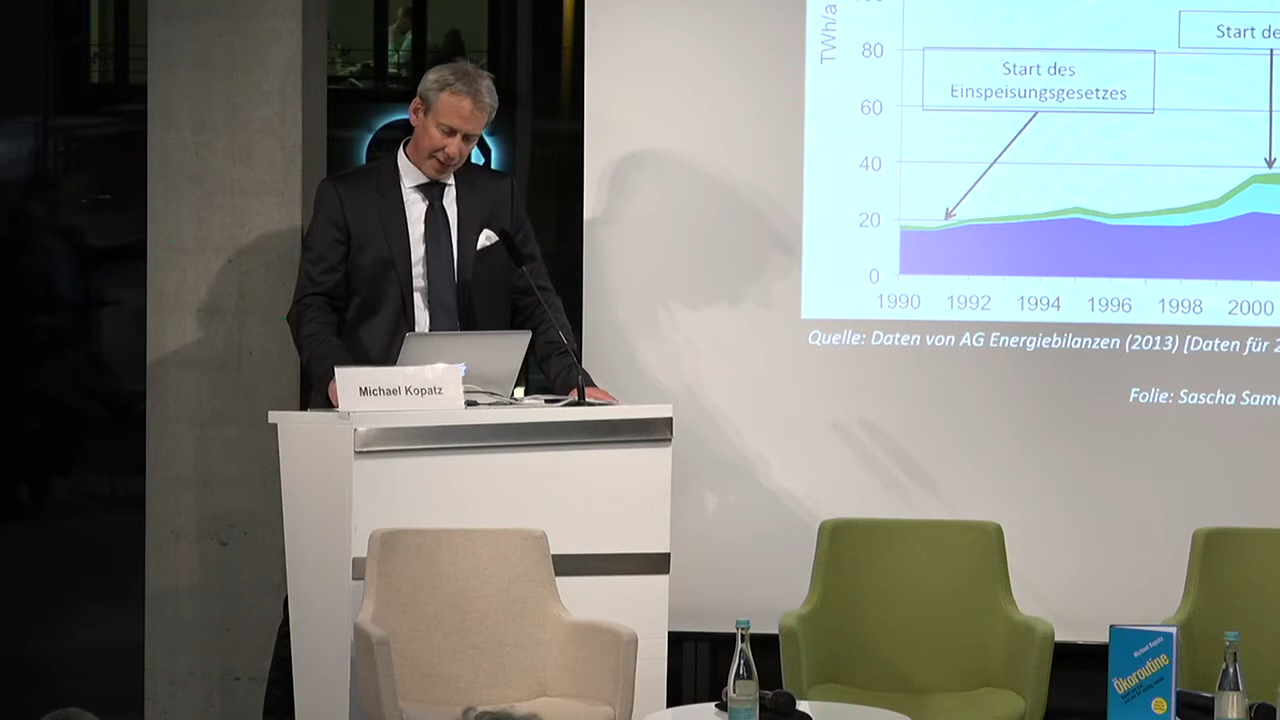 TWh/a
80
60
40
20
0
Start des
Einspeisungsgesetzes
Start de
1990 1992 1994 1996 1998 2000
Quelle: Daten von AG Energiebilanzen (2013) [Daten für 2
Folie: Sascha Sama
Michael Kopatz
Michael Kopatz
Ökoroutine